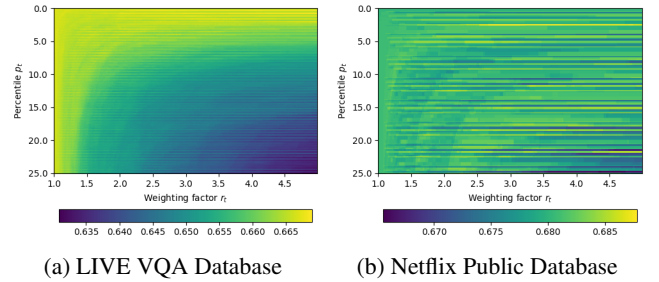 0.0
5.0
10.0
15.0
20.0
25.0
Percentile pₜ
1.0 1.5 2.0 2.5 3.0 3.5 4.0 4.5
Weighting factor rₜ
0.635 0.640 0.645 0.650 0.655 0.660 0.665
(a) LIVE VQA Database
0.0
5.0
10.0
15.0
20.0
25.0
Percentile pₜ
1.0 1.5 2.0 2.5 3.0 3.5 4.0 4.5
Weighting factor rₜ
0.670 0.675 0.680 0.685
(b) Netflix Public Database